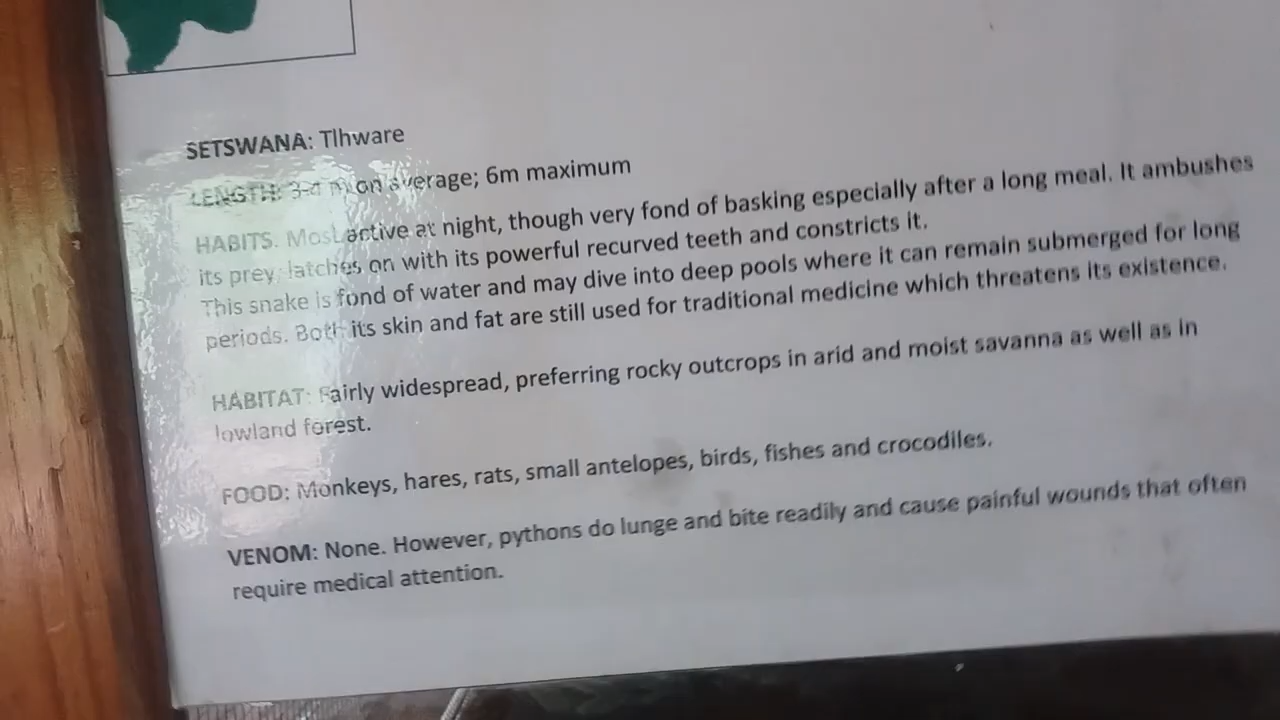 SETSWANA: Tlhware
LENGTH: 3-4 m on average; 6m maximum
HABITS. Most active at night, though very fond of basking especially after a long meal. It ambushes
its prey, latches on with its powerful recurved teeth and constricts it.
This snake is fond of water and may dive into deep pools where it can remain submerged for long
periods. Both its skin and fat are still used for traditional medicine which threatens its existence.
HABITAT: Fairly widespread, preferring rocky outcrops in arid and moist savanna as well as in
lowland forest.
FOOD: Monkeys, hares, rats, small antelopes, birds, fishes and crocodiles.
VENOM: None. However, pythons do lunge and bite readily and cause painful wounds that often
require medical attention.